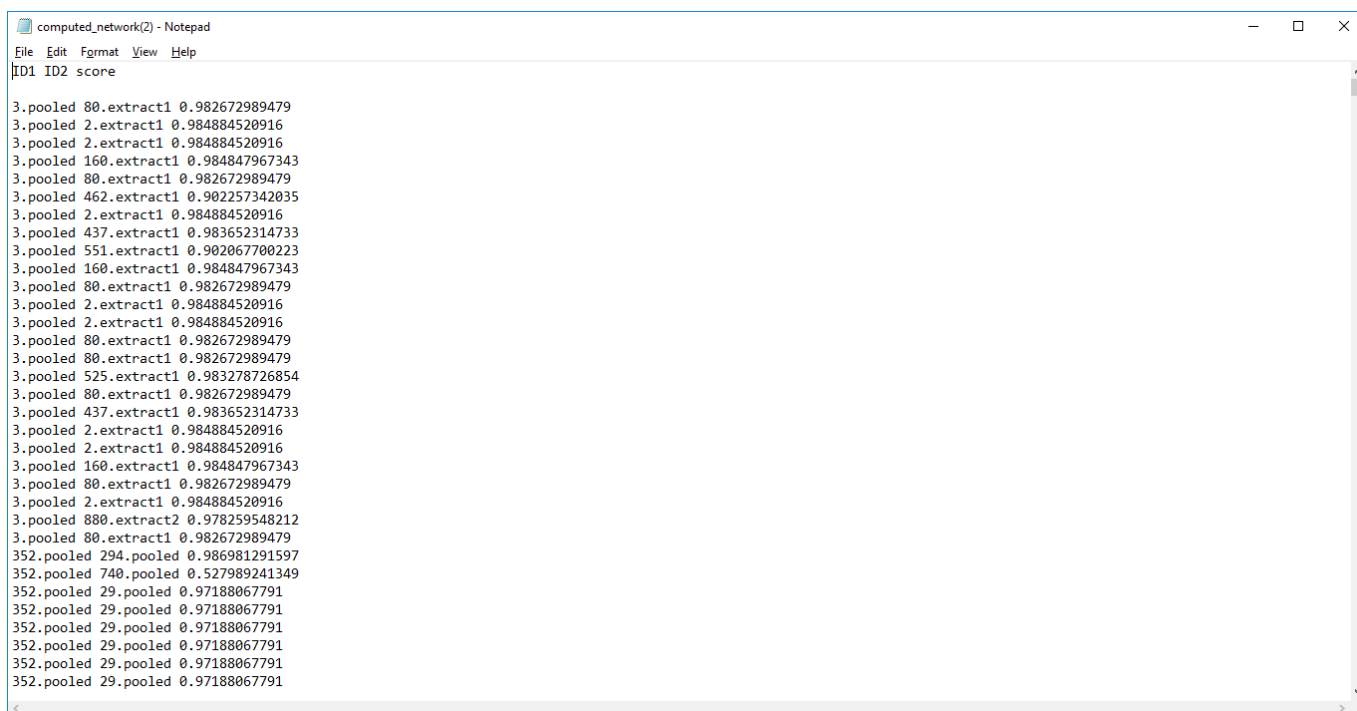 computed_network(2) - Notepad
File Edit Format View Help
ID1 ID2 score
3.pooled 80.extract1 0.982672989479
3.pooled 2.extract1 0.984884520916
3.pooled 2.extract1 0.984884520916
3.pooled 160.extract1 0.984847967343
3.pooled 80.extract1 0.982672989479
3.pooled 462.extract1 0.902257342035
3.pooled 2.extract1 0.984884520916
3.pooled 437.extract1 0.983652314733
3.pooled 551.extract1 0.902067700223
3.pooled 160.extract1 0.984847967343
3.pooled 80.extract1 0.982672989479
3.pooled 2.extract1 0.984884520916
3.pooled 2.extract1 0.984884520916
3.pooled 80.extract1 0.982672989479
3.pooled 80.extract1 0.982672989479
3.pooled 525.extract1 0.983278726854
3.pooled 80.extract1 0.982672989479
3.pooled 437.extract1 0.983652314733
3.pooled 2.extract1 0.984884520916
3.pooled 2.extract1 0.984884520916
3.pooled 160.extract1 0.984847967343
3.pooled 80.extract1 0.982672989479
3.pooled 2.extract1 0.984884520916
3.pooled 880.extract2 0.978259548212
3.pooled 80.extract1 0.982672989479
352.pooled 294.pooled 0.986981291597
352.pooled 740.pooled 0.527989241349
352.pooled 29.pooled 0.97188067791
352.pooled 29.pooled 0.97188067791
352.pooled 29.pooled 0.97188067791
352.pooled 29.pooled 0.97188067791
352.pooled 29.pooled 0.97188067791
352.pooled 29.pooled 0.97188067791